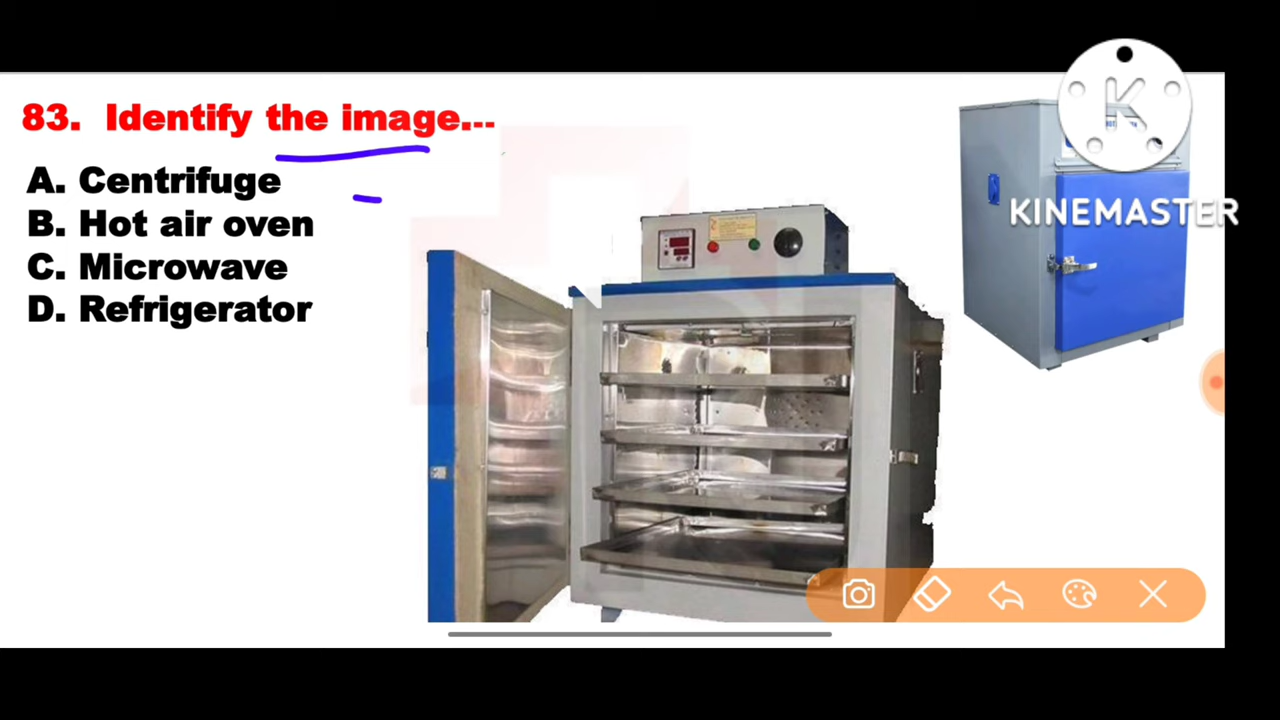 83. Identify the image...
A. Centrifuge
B. Hot air oven
C. Microwave
D. Refrigerator
KINEMASTER